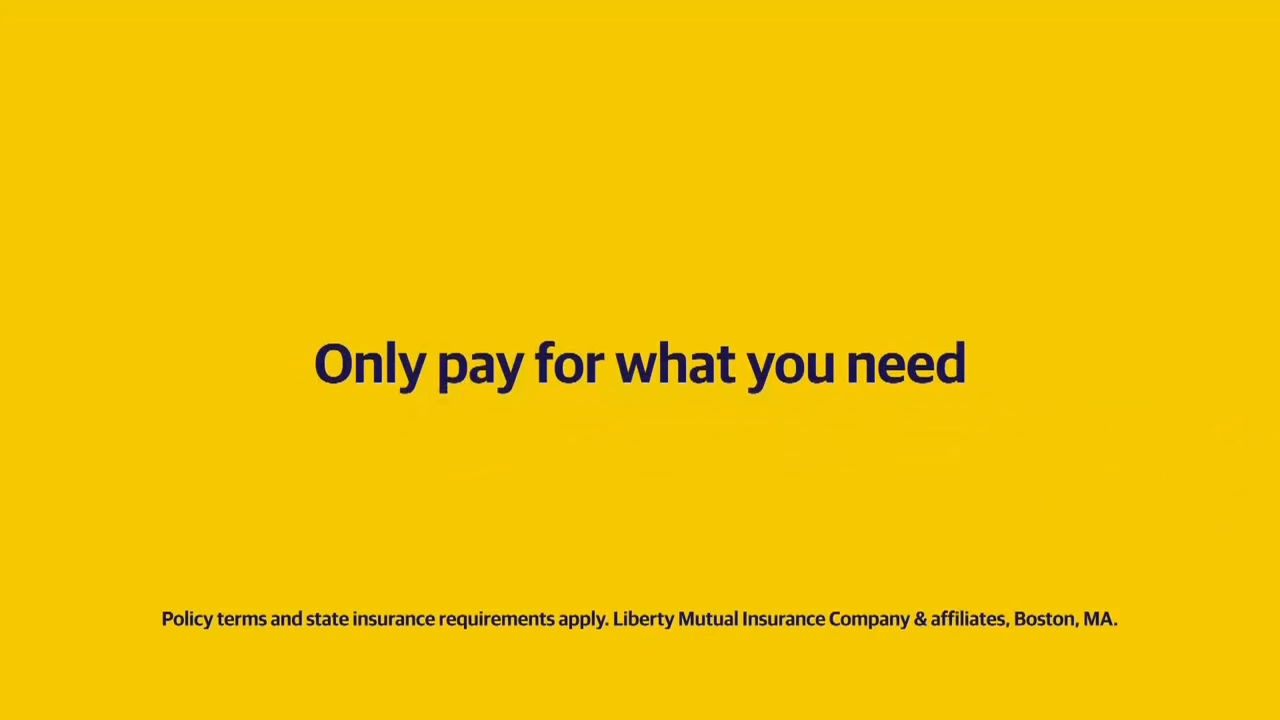 Only pay for what you need
Policy terms and state insurance requirements apply. Liberty Mutual Insurance Company & affiliates, Boston, MA.